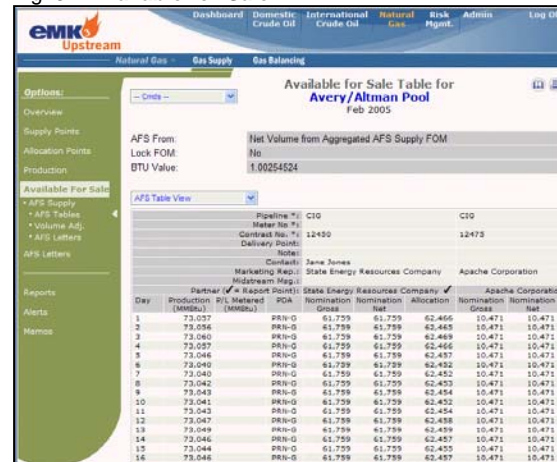 Dashboard Domestic Crude Oil International Crude Oil Natural Gas Risk Mgmt. Admin Log
eMK
Upstream
Natural Gas - Gas Supply Gas Balancing
Options:
Overview
Supply Points
Allocation Points
Production
Available For Sale
• AFS Supply
• AFS Tables
• Volume Adj.
• AFS Letters
AFS Letters
Reports
Alerts
Memos
-- Cmds --
Available for Sale Table for
Avery/Altman Pool
Feb 2005
AFS From: Net Volume from Aggregated AFS Supply FOM
Lock FOM: No
BTU Value: 1.00254524
AFS Table View
Pipeline *: CIG CIG
Meter No *:
Contract No. *: 12450 12475
Delivery Point:
Note:
Contact: Jane Jones
Marketing Rep.: State Energy Resources Company Apache Corporation
Midstream Msg.:
Partner (✔ = Report Point): State Energy Resources Company ✔ Apache Corporatio
Day Production (MMBtu) P/L Metered (MMBtu) PDA Nomination Gross Nomination Net Allocation Nomination Gross Nomination Net
1 73,057 PRN-G 61,759 61,759 62,466 10,471 10,471
2 73,056 PRN-G 61,759 61,759 62,465 10,471 10,471
3 73,060 PRN-G 61,759 61,759 62,469 10,471 10,471
4 73,057 PRN-G 61,759 61,759 62,466 10,471 10,471
5 73,046 PRN-G 61,759 61,759 62,457 10,471 10,471
6 73,040 PRN-G 61,759 61,759 62,452 10,471 10,471
7 73,040 PRN-G 61,759 61,759 62,452 10,471 10,471
8 73,042 PRN-G 61,759 61,759 62,453 10,471 10,471
9 73,043 PRN-G 61,759 61,759 62,454 10,471 10,471
10 73,041 PRN-G 61,759 61,759 62,452 10,471 10,471
11 73,043 PRN-G 61,759 61,759 62,454 10,471 10,471
12 73,047 PRN-G 61,759 61,759 62,458 10,471 10,471
13 73,049 PRN-G 61,759 61,759 62,459 10,471 10,471
14 73,046 PRN-G 61,759 61,759 62,457 10,471 10,471
15 73,044 PRN-G 61,759 61,759 62,455 10,471 10,471
16 73,046 PRN-G 61,759 61,759 62,457 10,471 10,471